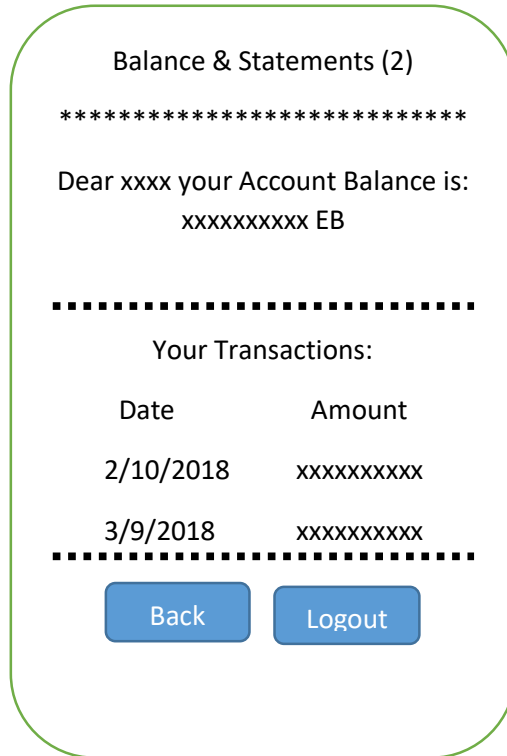 Balance & Statements (2)
****************************
Dear xxxx your Account Balance is:
xxxxxxxxxx EB
Your Transactions:
Date Amount
2/10/2018 xxxxxxxxxx
3/9/2018 xxxxxxxxxx
Back Logout